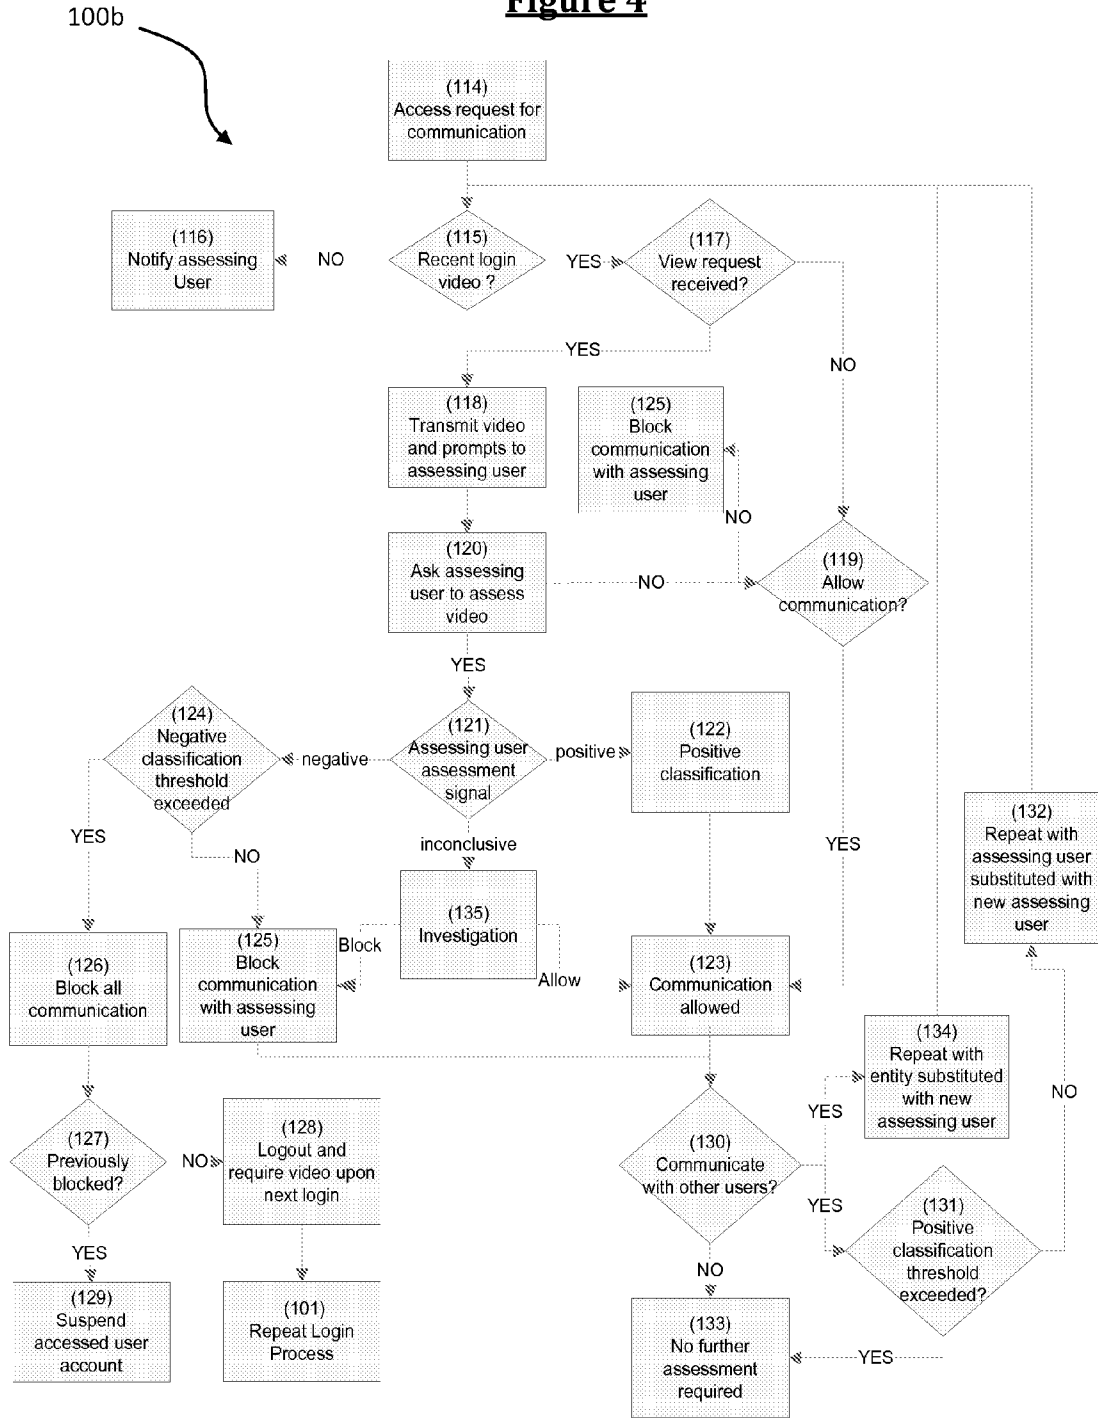 Figure 4
100b
(114)
Access request for
communication
(116)
Notify assessing
User
NO
(115)
Recent login
video ?
YES
(117)
View request
received?
YES
NO
(118)
Transmit video
and prompts to
assessing user
(125)
Block
communication
with assessing
user
NO
(120)
Ask assessing
user to assess
video
NO
(119)
Allow
communication?
YES
(124)
Negative
classification
threshold
exceeded
negative
(121)
Assessing user
assessment
signal
positive
(122)
Positive
classification
YES
NO
inconclusive
YES
(132)
Repeat with
assessing user
substituted with
new assessing
user
(126)
Block all
communication
(125)
Block
communication
with assessing
user
Block
(135)
Investigation
Allow
(123)
Communication
allowed
(134)
Repeat with
entity substituted
with new
assessing user
NO
(127)
Previously
blocked?
NO
(128)
Logout and
require video upon
next login
(130)
Communicate
with other users?
YES
YES
(131)
Positive
classification
threshold
exceeded?
YES
NO
(129)
Suspend
accessed user
account
(101)
Repeat Login
Process
(133)
No further
assessment
required
YES